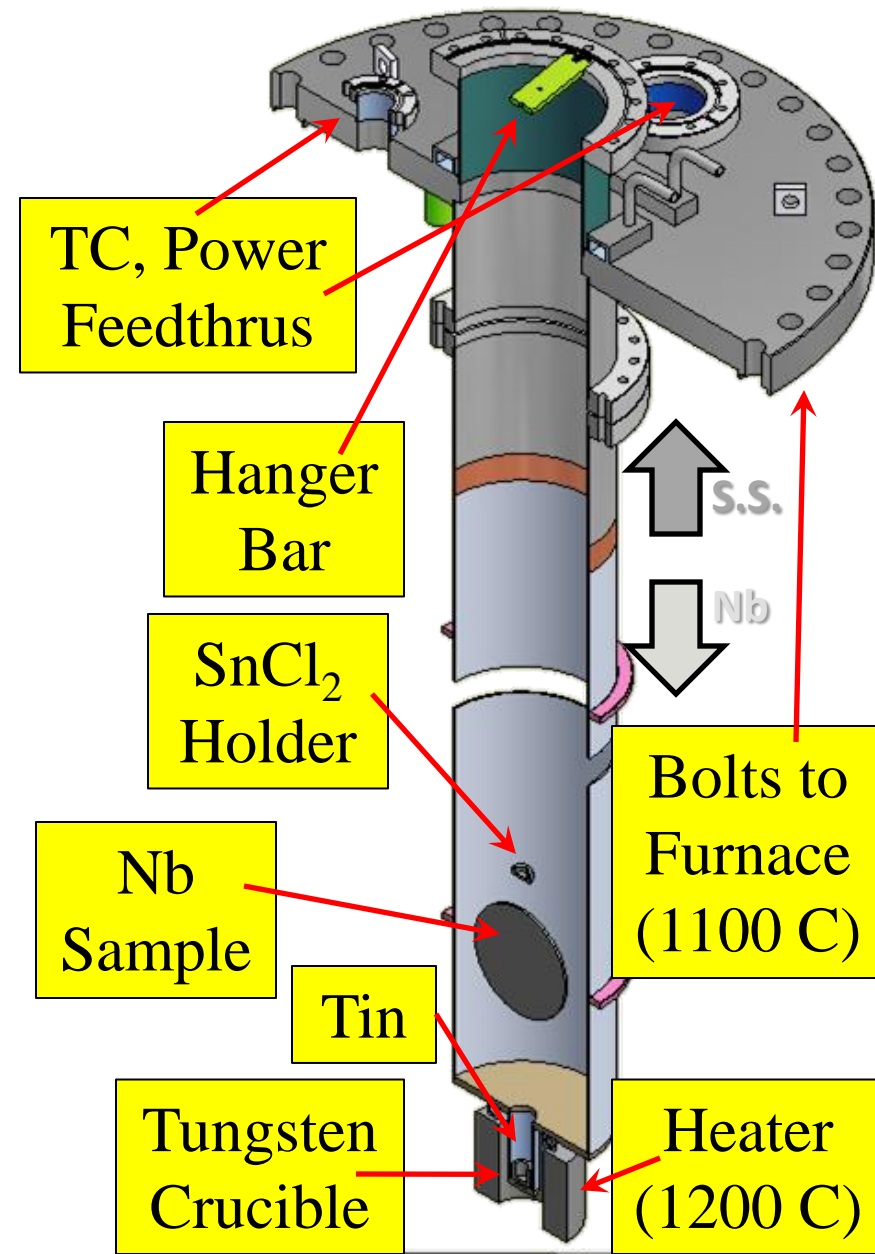 TC, Power
Feedthrus
Hanger
Bar
S.S.
Nb
SnCl₂
Holder
Bolts to
Furnace
(1100 C)
Nb
Sample
Tin
Tungsten
Crucible
Heater
(1200 C)